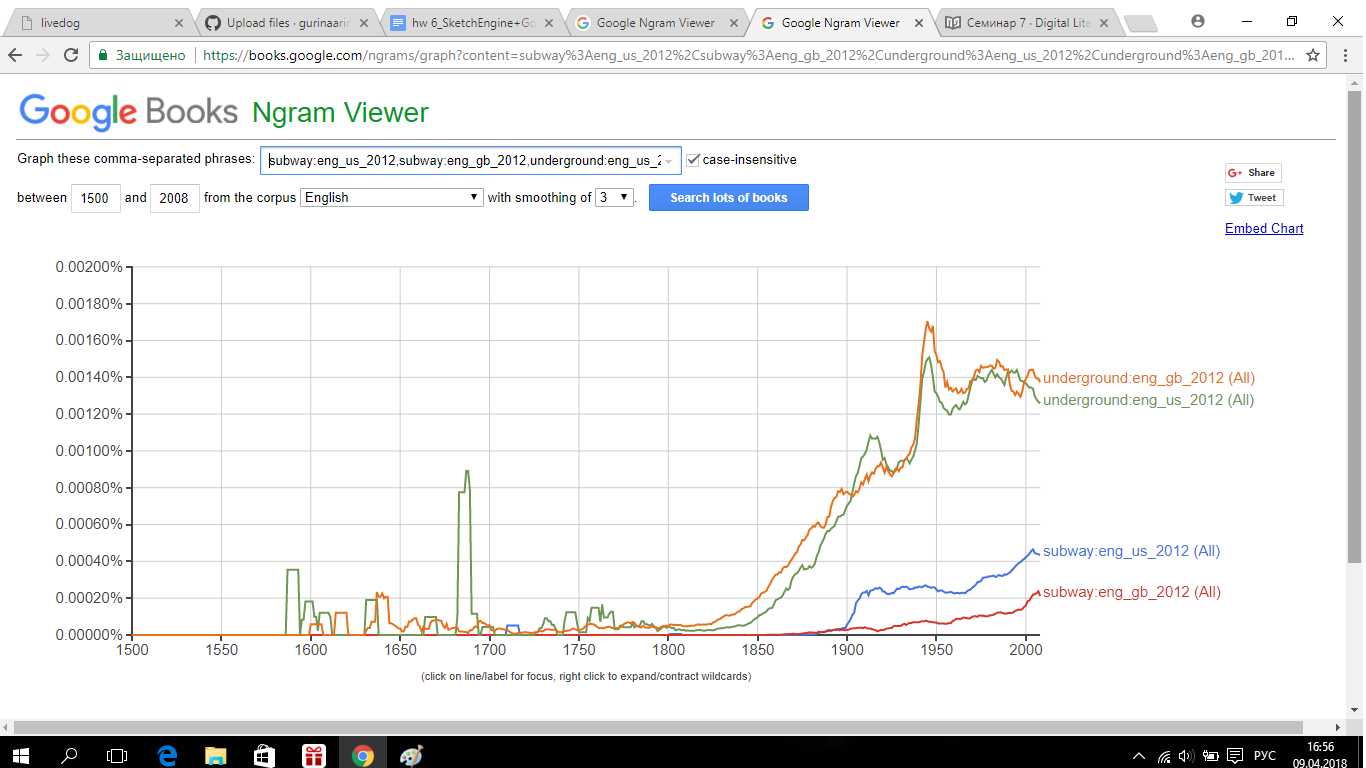 livedog
Upload files · gurinaarin
hw 6_SketchEngine+Go
Google Ngram Viewer
Google Ngram Viewer
Семинар 7 · Digital Lite
Защищено https://books.google.com/ngrams/graph?content=subway%3Aeng_us_2012%2Csubway%3Aeng_gb_2012%2Cunderground%3Aeng_us_2012%2Cunderground%3Aeng_gb_201...
Google Books Ngram Viewer
Graph these comma-separated phrases: subway:eng_us_2012,subway:eng_gb_2012,underground:eng_us_2 case-insensitive
between 1500 and 2008 from the corpus English with smoothing of 3 . Search lots of books
G+ Share
Tweet
Embed Chart
0.00200%
0.00180%
0.00160%
0.00140%
0.00120%
0.00100%
0.00080%
0.00060%
0.00040%
0.00020%
0.00000%
underground:eng_gb_2012 (All)
underground:eng_us_2012 (All)
subway:eng_us_2012 (All)
subway:eng_gb_2012 (All)
1500 1550 1600 1650 1700 1750 1800 1850 1900 1950 2000
(click on line/label for focus, right click to expand/contract wildcards)
РУС
16:56
09.04.2018